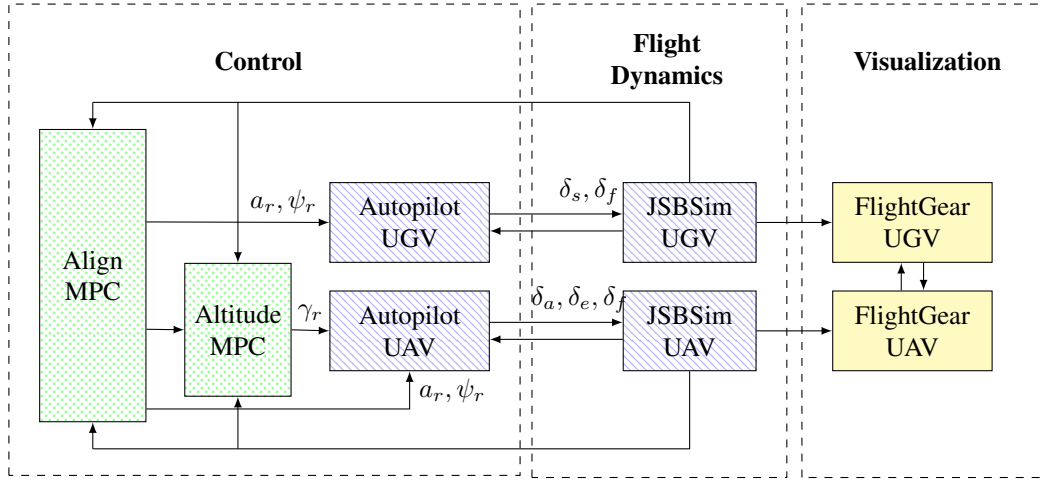 Control
Flight
Dynamics
Visualization
Align
MPC
a_r, ψ_r
Autopilot
UGV
δ_s, δ_f
JSBSim
UGV
FlightGear
UGV
Altitude
MPC
γ_r
Autopilot
UAV
δ_a, δ_e, δ_f
JSBSim
UAV
FlightGear
UAV
a_r, ψ_r